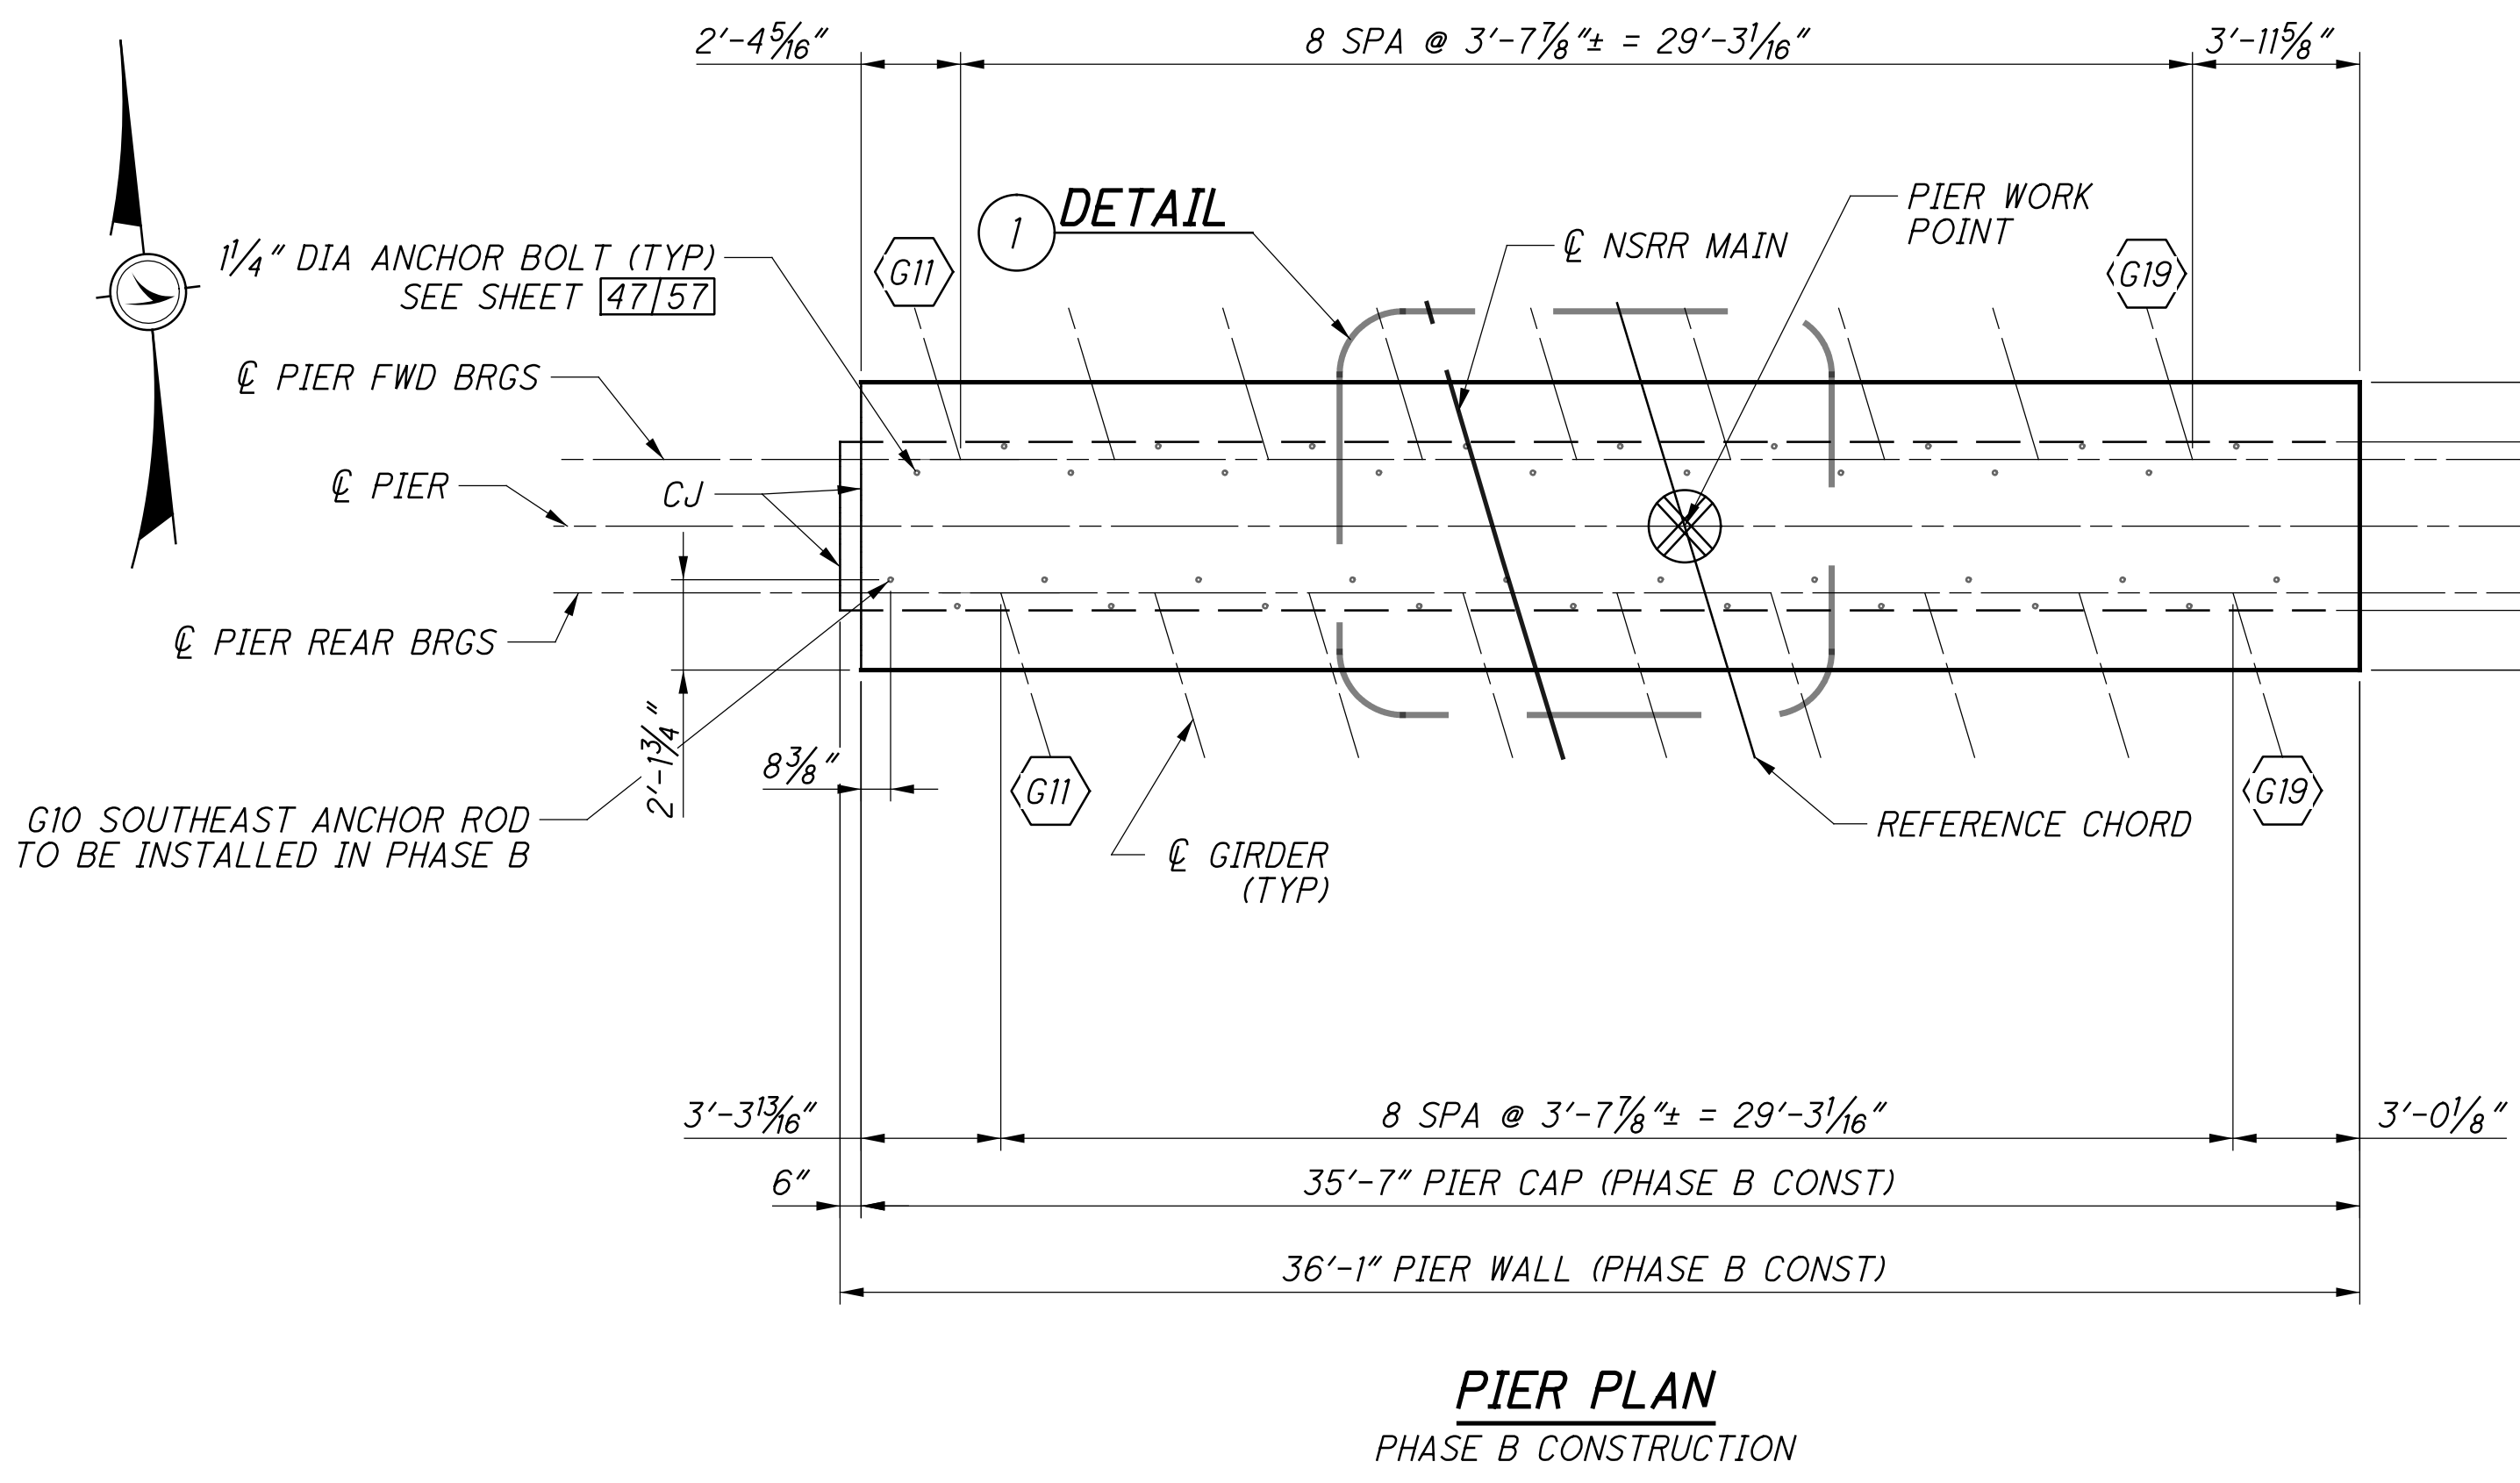 2'-4 5/16"
8 SPA @ 3'-7 7/8"± = 29'-3 1/16"
3'-11 5/8"
1 DETAIL
PIER WORK
POINT
℄ NSRR MAIN
1 1/4" DIA ANCHOR BOLT (TYP)
SEE SHEET 47/57
G11
G19
℄ PIER FWD BRGS
℄ PIER
CJ
℄ PIER REAR BRGS
2'-1 3/4"
8 3/8"
G11
G19
G10 SOUTHEAST ANCHOR ROD
TO BE INSTALLED IN PHASE B
℄ GIRDER
(TYP)
REFERENCE CHORD
3'-3 13/16"
8 SPA @ 3'-7 7/8"± = 29'-3 1/16"
3'-0 1/8"
6"
35'-7" PIER CAP (PHASE B CONST)
36'-1" PIER WALL (PHASE B CONST)
PIER PLAN
PHASE B CONSTRUCTION